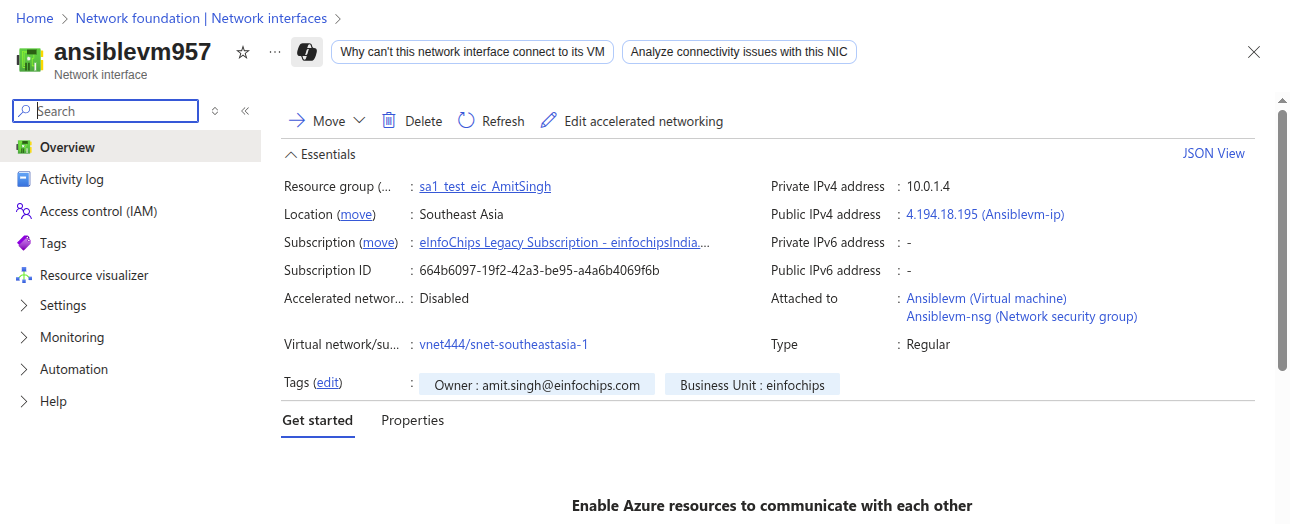 Home > Network foundation | Network interfaces >
ansiblevm957
Network interface
Why can't this network interface connect to its VM
Analyze connectivity issues with this NIC
Search
Overview
Activity log
Access control (IAM)
Tags
Resource visualizer
Settings
Monitoring
Automation
Help
Move Delete Refresh Edit accelerated networking
Essentials
JSON View
Resource group (... : sa1_test_eic_AmitSingh
Location (move) : Southeast Asia
Subscription (move) : eInfoChips Legacy Subscription - einfochipsIndia....
Subscription ID : 664b6097-19f2-42a3-be95-a4a6b4069f6b
Accelerated networ... : Disabled
Virtual network/su... : vnet444/snet-southeastasia-1
Private IPv4 address : 10.0.1.4
Public IPv4 address : 4.194.18.195 (Ansiblevm-ip)
Private IPv6 address : -
Public IPv6 address : -
Attached to : Ansiblevm (Virtual machine)
Ansiblevm-nsg (Network security group)
Type : Regular
Tags (edit) : Owner : amit.singh@einfochips.com Business Unit : einfochips
Get started Properties
Enable Azure resources to communicate with each other